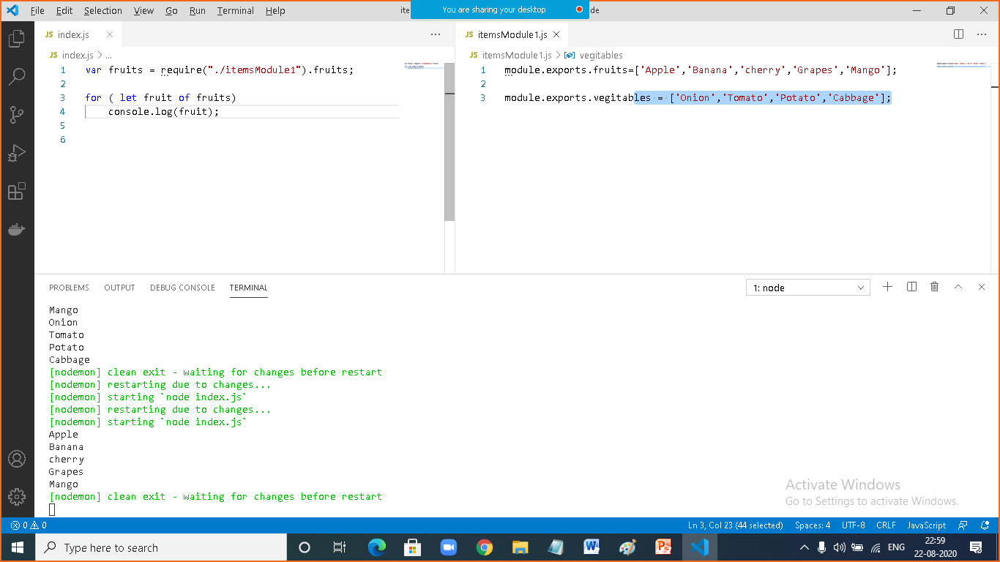 File Edit Selection View Go Run Terminal Help
ite
You are sharing your desktop
de
JS index.js
JS itemsModule1.js
JS index.js > ...
JS itemsModule1.js > vegitables
1 var fruits = require("./itemsModule1").fruits;
2
3 for ( let fruit of fruits)
4 console.log(fruit);
5
6
1 module.exports.fruits=['Apple','Banana','cherry','Grapes','Mango'];
2
3 module.exports.vegitables = ['Onion','Tomato','Potato','Cabbage'];
PROBLEMS OUTPUT DEBUG CONSOLE TERMINAL
1: node
Mango
Onion
Tomato
Potato
Cabbage
[nodemon] clean exit - waiting for changes before restart
[nodemon] restarting due to changes...
[nodemon] starting `node index.js`
[nodemon] restarting due to changes...
[nodemon] starting `node index.js`
Apple
Banana
cherry
Grapes
Mango
[nodemon] clean exit - waiting for changes before restart
Activate Windows
Go to Settings to activate Windows.
0 0
Ln 3, Col 23 (44 selected) Spaces: 4 UTF-8 CRLF JavaScript
Type here to search
ENG
22:59
22-08-2020